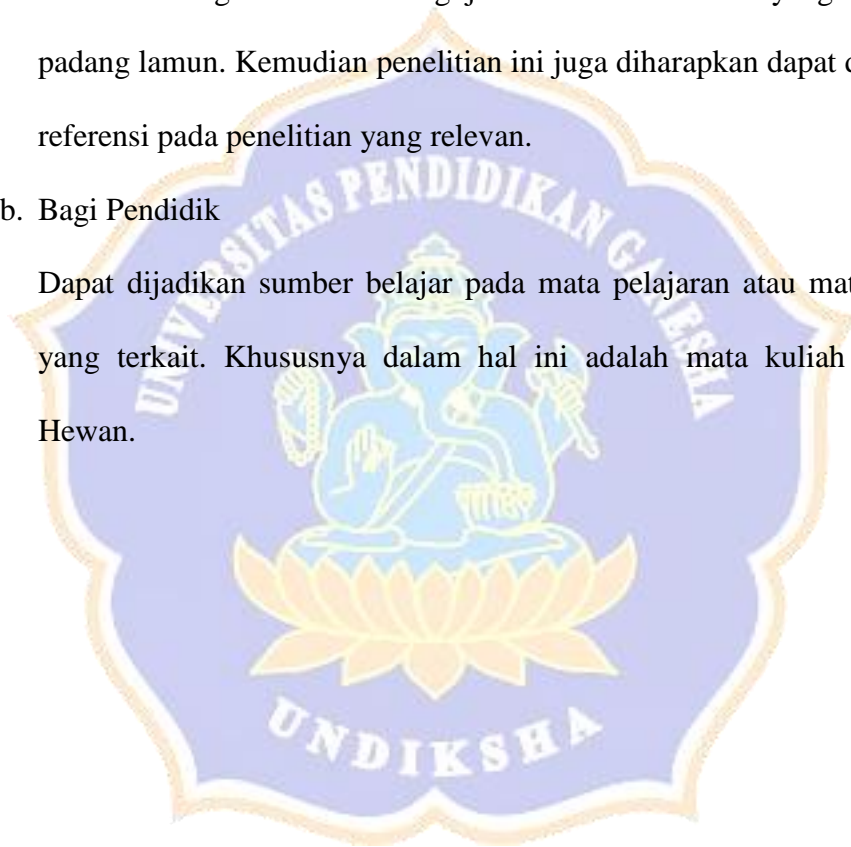 padang lamun. Kemudian penelitian ini juga diharapkan dapat
referensi pada penelitian yang relevan.
b. Bagi Pendidik
Dapat dijadikan sumber belajar pada mata pelajaran atau
yang terkait. Khususnya dalam hal ini adalah mata kuliah
Hewan.
UNIVERSITAS PENDIDIKAN GANESHA
UNDIKSHA